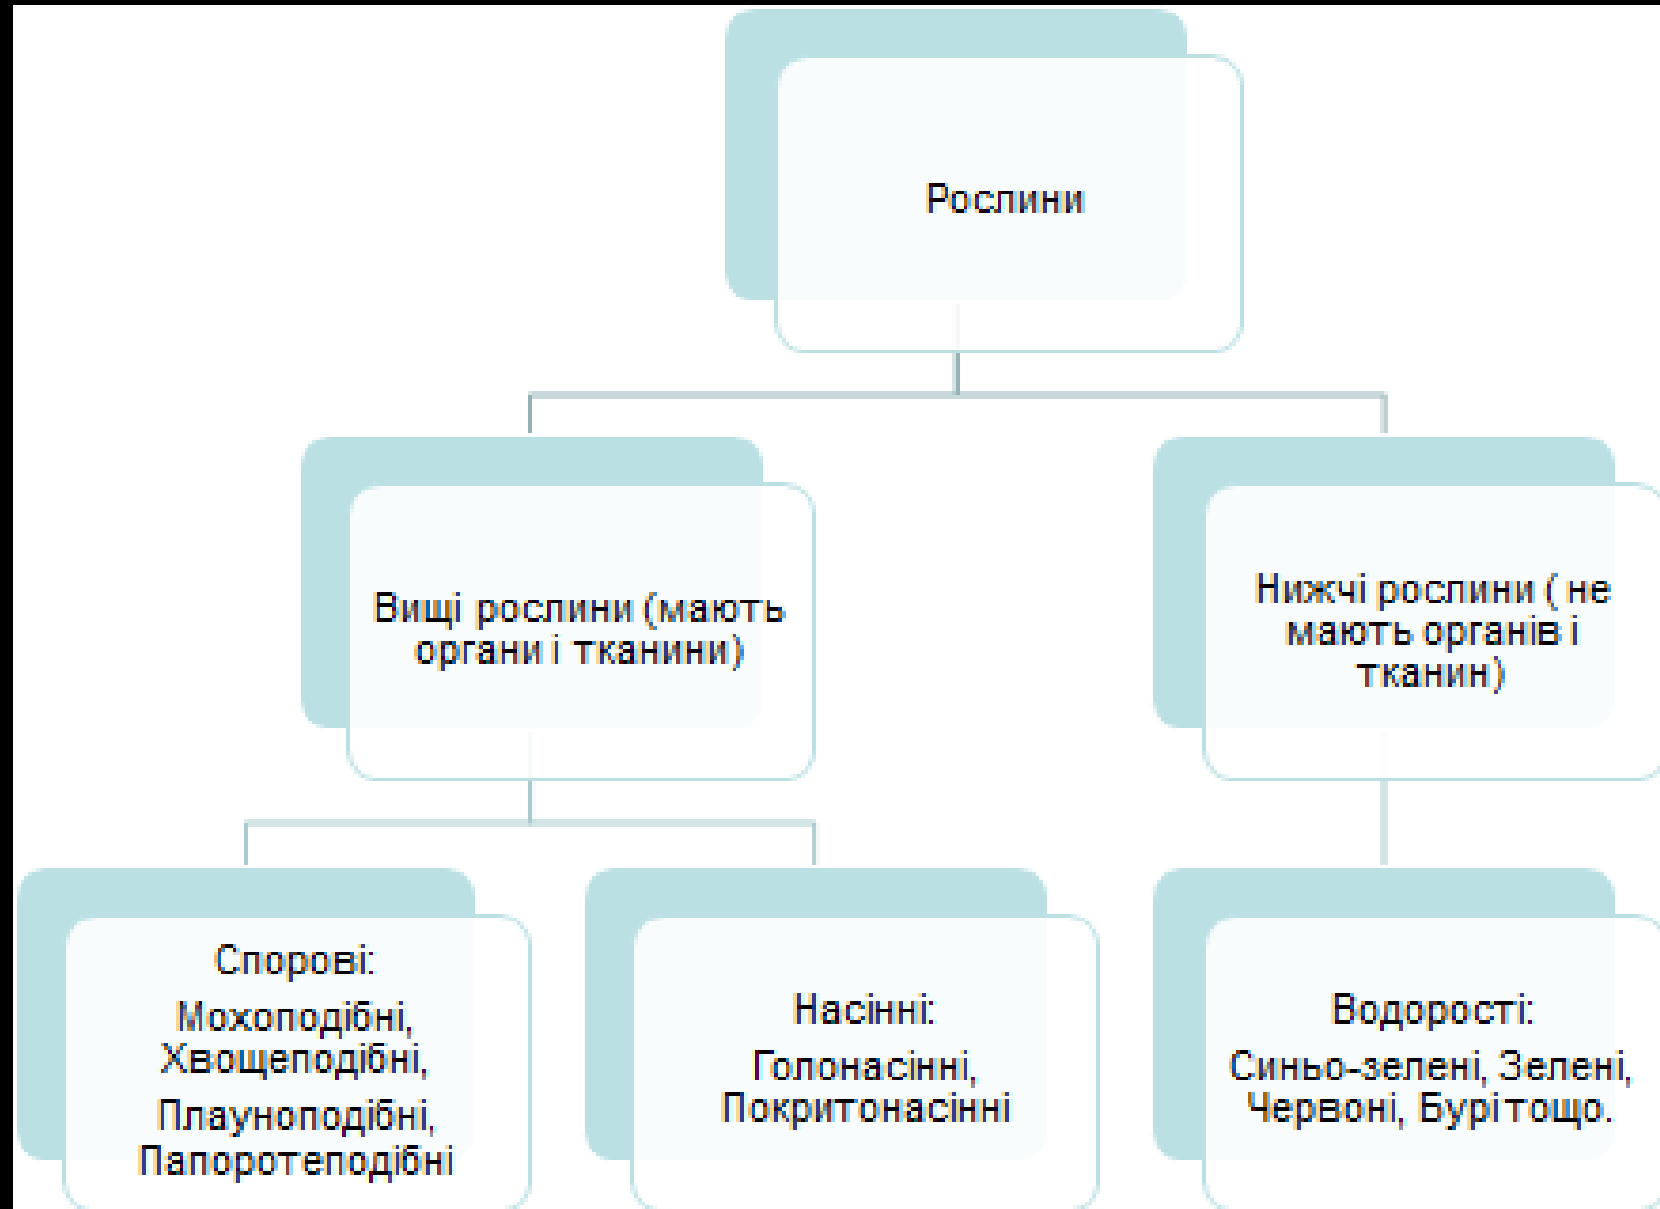 Рослини
Вищі рослини (мають
органи і тканини)
Нижчі рослини ( не
мають органів і
тканин)
Спорові:
Мохоподібні,
Хвощеподібні,
Плауноподібні,
Папоротеподібні
Насінні:
Голонасінні,
Покритонасінні
Водорості:
Синьо-зелені, Зелені,
Червоні, Бурі тощо.